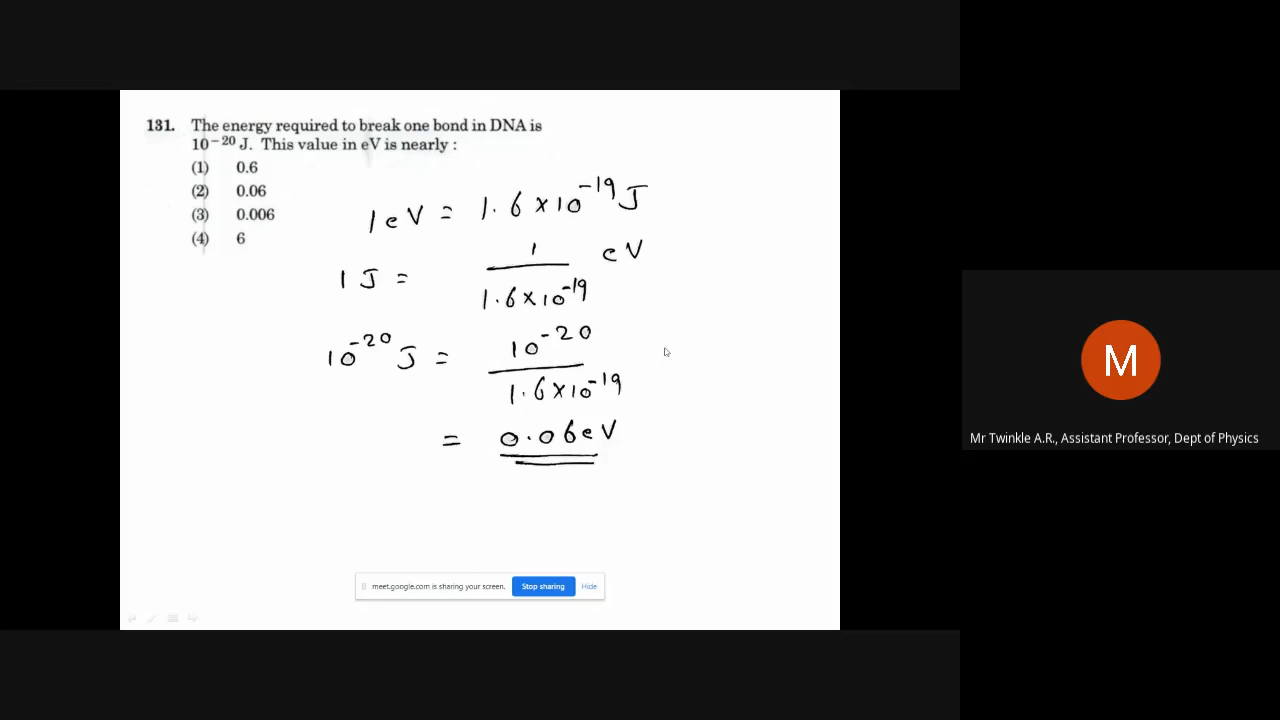 131. The energy required to break one bond in DNA is
10⁻²⁰ J. This value in eV is nearly :
(1) 0.6
(2) 0.06
(3) 0.006
(4) 6
1 eV = 1.6 × 10⁻¹⁹ J
1 J = 1 / 1.6 × 10⁻¹⁹ eV
10⁻²⁰ J = 10⁻²⁰ / 1.6 × 10⁻¹⁹
= 0.06 eV
meet.google.com is sharing your screen. Stop sharing Hide
M
Mr Twinkle A.R., Assistant Professor, Dept of Physics